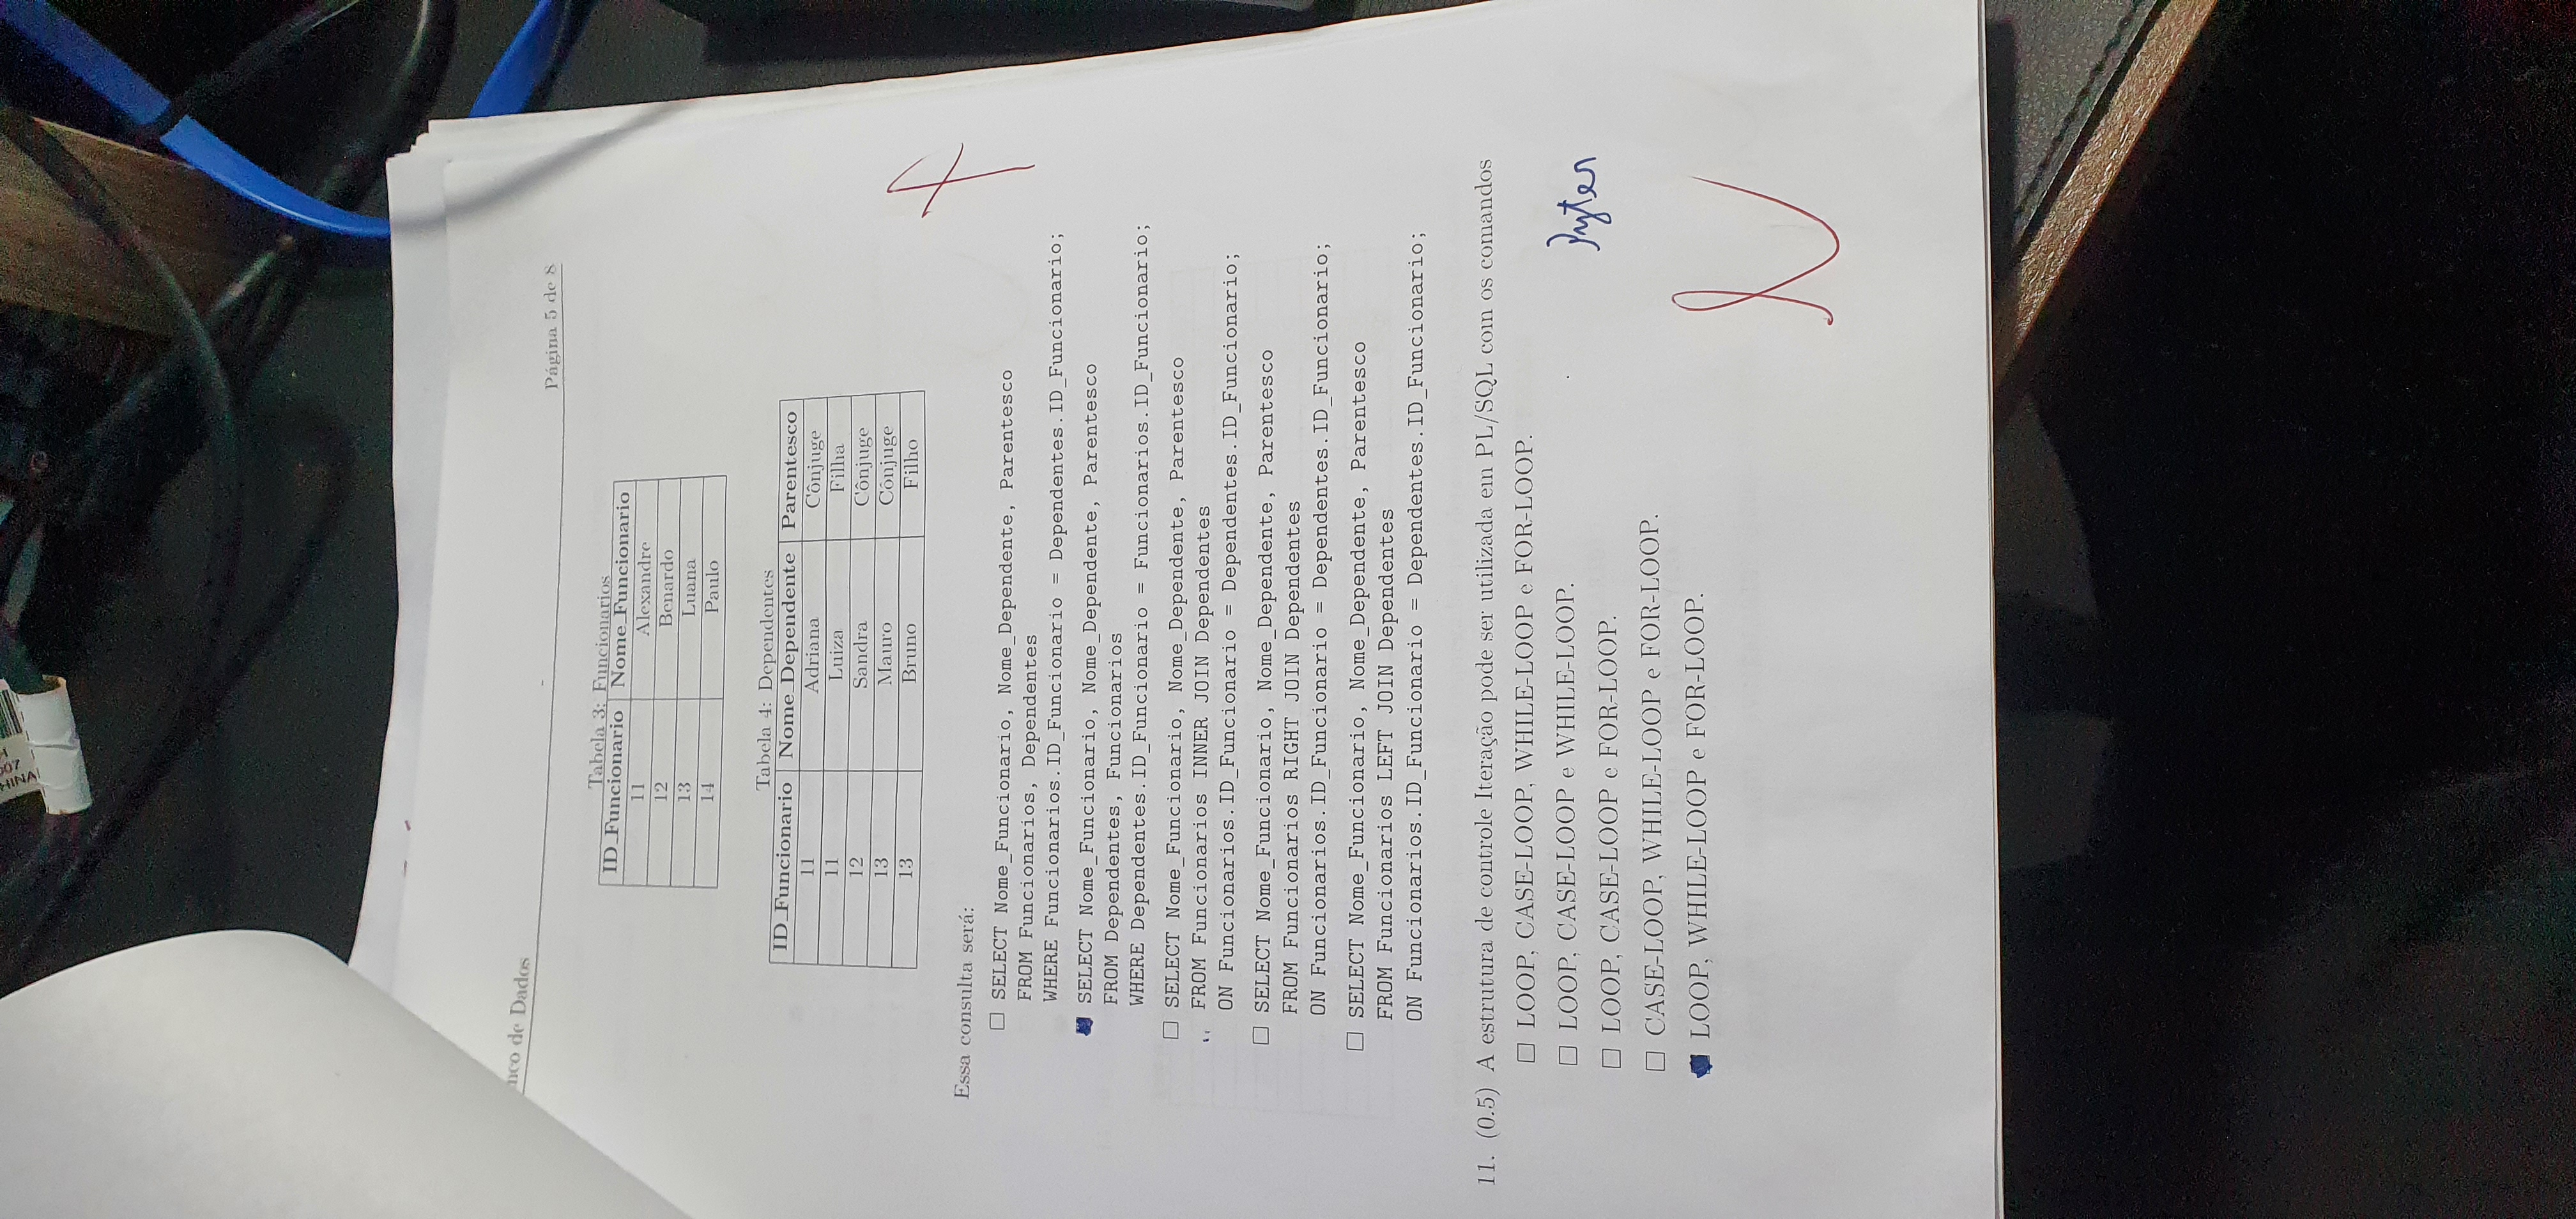 007
HINA
nco de Dados
Página 5 de 8
Tabela 3: Funcionarios
ID_Funcionario Nome_Funcionario
11 Alexandre
12 Benardo
13 Luana
14 Paulo
Tabela 4: Dependentes
ID_Funcionario Nome_Dependente Parentesco
11 Adriana Cônjuge
11 Luiza Filha
12 Sandra Cônjuge
13 Mauro Cônjuge
13 Bruno Filho
Essa consulta será:
SELECT Nome_Funcionario, Nome_Dependente, Parentesco
FROM Funcionarios, Dependentes
WHERE Funcionarios.ID_Funcionario = Dependentes.ID_Funcionario;
SELECT Nome_Funcionario, Nome_Dependente, Parentesco
FROM Dependentes, Funcionarios
WHERE Dependentes.ID_Funcionario = Funcionarios.ID_Funcionario;
SELECT Nome_Funcionario, Nome_Dependente, Parentesco
FROM Funcionarios INNER JOIN Dependentes
ON Funcionarios.ID_Funcionario = Dependentes.ID_Funcionario;
SELECT Nome_Funcionario, Nome_Dependente, Parentesco
FROM Funcionarios RIGHT JOIN Dependentes
ON Funcionarios.ID_Funcionario = Dependentes.ID_Funcionario;
SELECT Nome_Funcionario, Nome_Dependente, Parentesco
FROM Funcionarios LEFT JOIN Dependentes
ON Funcionarios.ID_Funcionario = Dependentes.ID_Funcionario;
11. (0.5) A estrutura de controle Iteração pode ser utilizada em PL/SQL com os comandos
LOOP, CASE-LOOP, WHILE-LOOP e FOR-LOOP.
LOOP, CASE-LOOP e WHILE-LOOP.
LOOP, CASE-LOOP e FOR-LOOP.
CASE-LOOP, WHILE-LOOP e FOR-LOOP.
LOOP, WHILE-LOOP e FOR-LOOP.